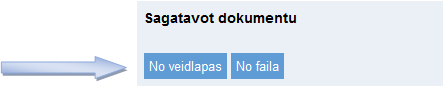 Sagatavot dokumentu
No veidlapas No faila